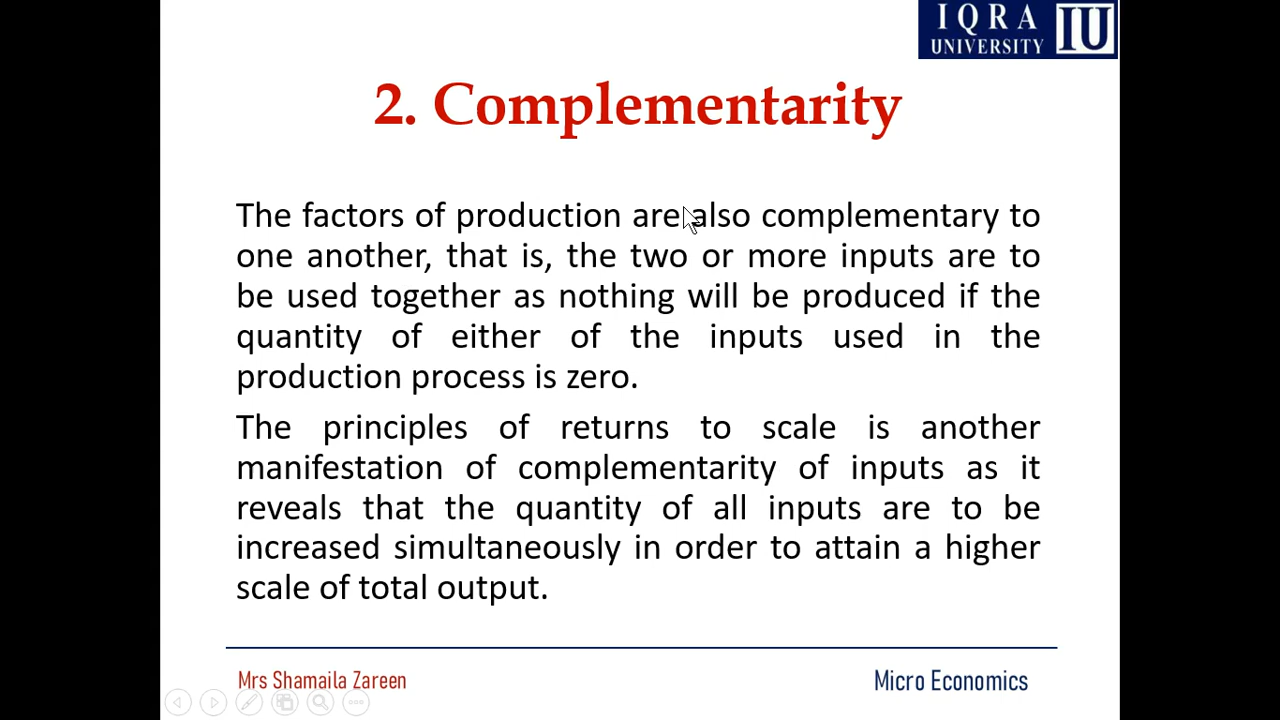 IQRA
UNIVERSITY IU
2. Complementarity
The factors of production are also complementary to
one another, that is, the two or more inputs are to
be used together as nothing will be produced if the
quantity of either of the inputs used in the
production process is zero.
The principles of returns to scale is another
manifestation of complementarity of inputs as it
reveals that the quantity of all inputs are to be
increased simultaneously in order to attain a higher
scale of total output.
Mrs Shamaila Zareen
Micro Economics